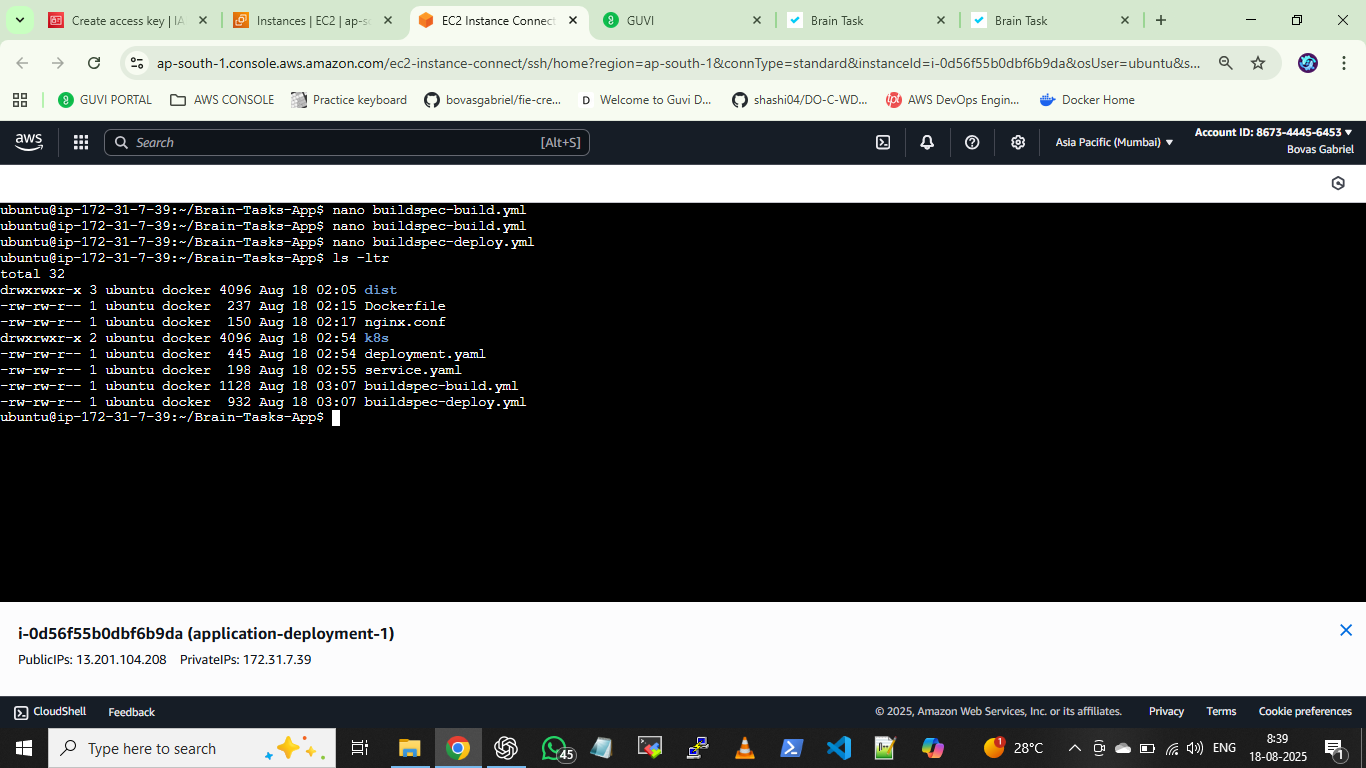 Create access key | IA
Instances | EC2 | ap-s
EC2 Instance Connect
GUVI
Brain Task
Brain Task
ap-south-1.console.aws.amazon.com/ec2-instance-connect/ssh/home?region=ap-south-1&connType=standard&instanceId=i-0d56f55b0dbf6b9da&osUser=ubuntu&s...
GUVI PORTAL
AWS CONSOLE
Practice keyboard
bovasgabriel/fie-cre...
Welcome to Guvi D...
shashi04/DO-C-WD...
AWS DevOps Engin...
Docker Home
aws
Search
[Alt+S]
Asia Pacific (Mumbai)
Account ID: 8673-4445-6453
Bovas Gabriel
ubuntu@ip-172-31-7-39:~/Brain-Tasks-App$ nano buildspec-build.yml
ubuntu@ip-172-31-7-39:~/Brain-Tasks-App$ nano buildspec-build.yml
ubuntu@ip-172-31-7-39:~/Brain-Tasks-App$ nano buildspec-deploy.yml
ubuntu@ip-172-31-7-39:~/Brain-Tasks-App$ ls -ltr
total 32
drwxrwxr-x 3 ubuntu docker 4096 Aug 18 02:05 dist
-rw-rw-r-- 1 ubuntu docker  237 Aug 18 02:15 Dockerfile
-rw-rw-r-- 1 ubuntu docker  150 Aug 18 02:17 nginx.conf
drwxrwxr-x 2 ubuntu docker 4096 Aug 18 02:54 k8s
-rw-rw-r-- 1 ubuntu docker  445 Aug 18 02:54 deployment.yaml
-rw-rw-r-- 1 ubuntu docker  198 Aug 18 02:55 service.yaml
-rw-rw-r-- 1 ubuntu docker 1128 Aug 18 03:07 buildspec-build.yml
-rw-rw-r-- 1 ubuntu docker  932 Aug 18 03:07 buildspec-deploy.yml
ubuntu@ip-172-31-7-39:~/Brain-Tasks-App$
i-0d56f55b0dbf6b9da (application-deployment-1)
PublicIPs: 13.201.104.208 PrivateIPs: 172.31.7.39
CloudShell
Feedback
© 2025, Amazon Web Services, Inc. or its affiliates.
Privacy
Terms
Cookie preferences
Type here to search
45
1
28°C
ENG
8:39
18-08-2025
1